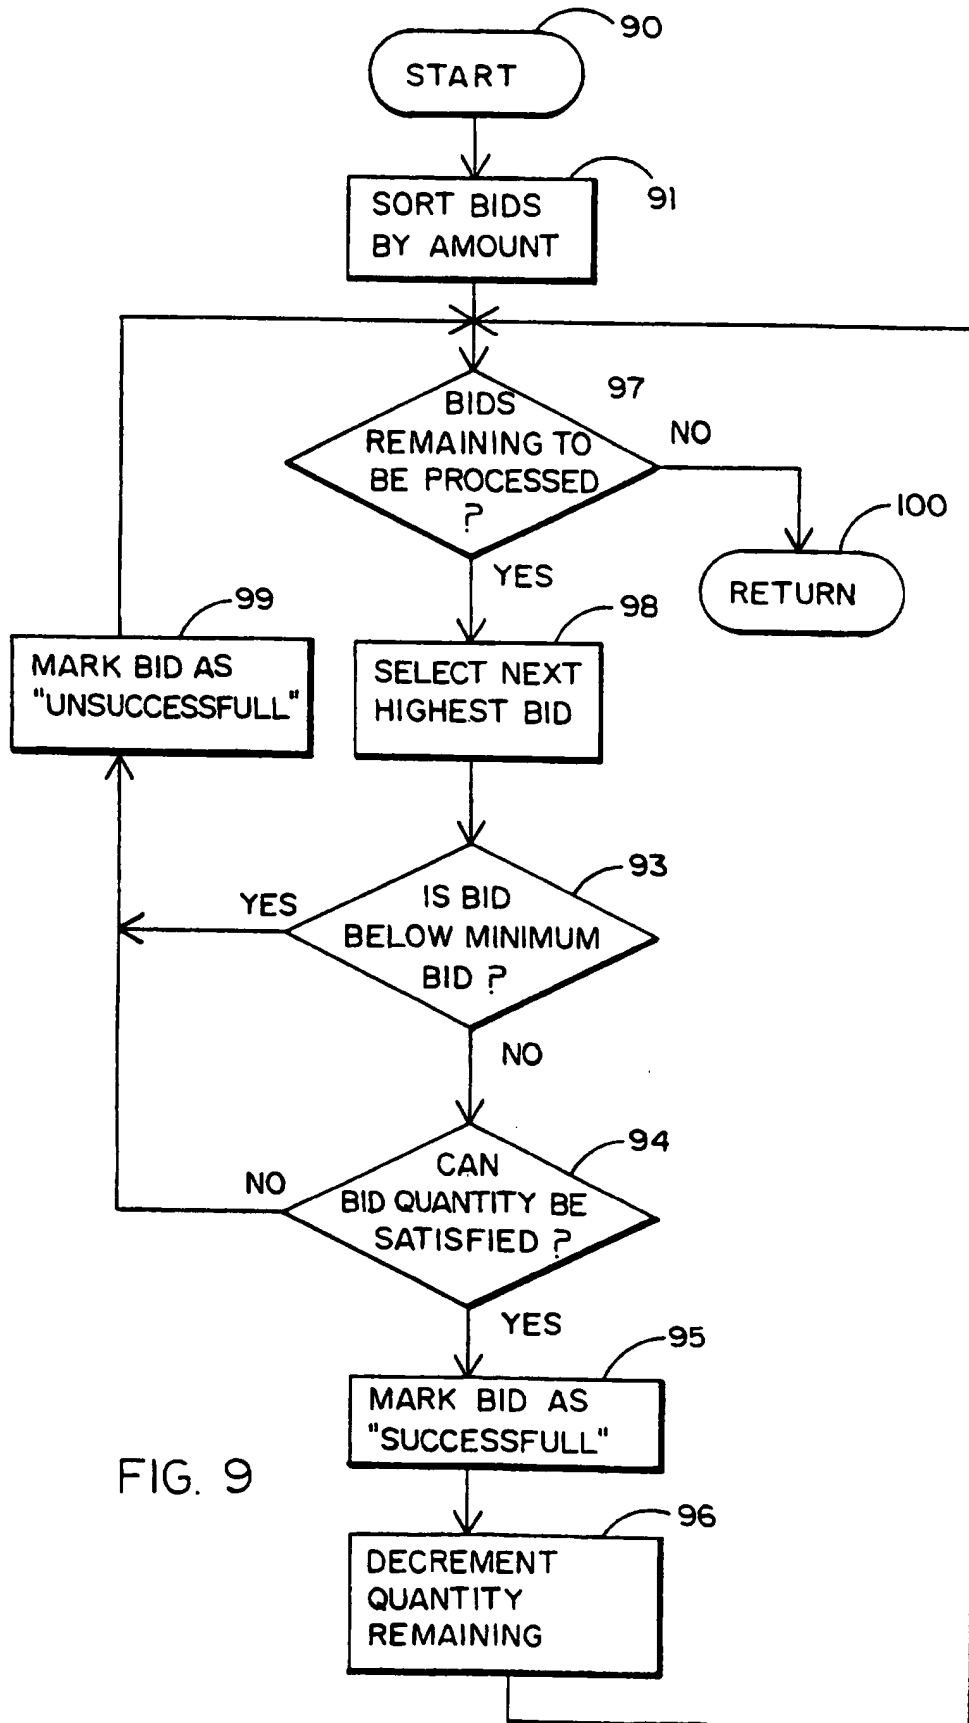 90
START
91
SORT BIDS
BY AMOUNT
97
BIDS
REMAINING TO
BE PROCESSED
?
NO
100
RETURN
YES
99
MARK BID AS
"UNSUCCESSFULL"
98
SELECT NEXT
HIGHEST BID
93
YES
IS BID
BELOW MINIMUM
BID ?
NO
94
NO
CAN
BID QUANTITY BE
SATISFIED ?
YES
95
MARK BID AS
"SUCCESSFULL"
FIG. 9
96
DECREMENT
QUANTITY
REMAINING